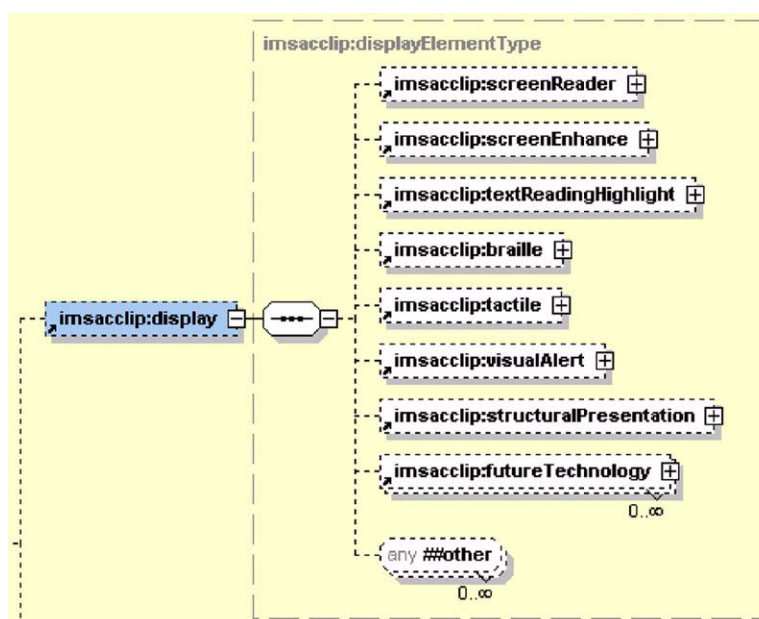 imsacclip:displayElementType
imsacclip:screenReader
imsacclip:screenEnhance
imsacclip:textReadingHighlight
imsacclip:braille
imsacclip:display
imsacclip:tactile
imsacclip:visualAlert
imsacclip:structuralPresentation
imsacclip:futureTechnology
0..∞
any ##other
0..∞